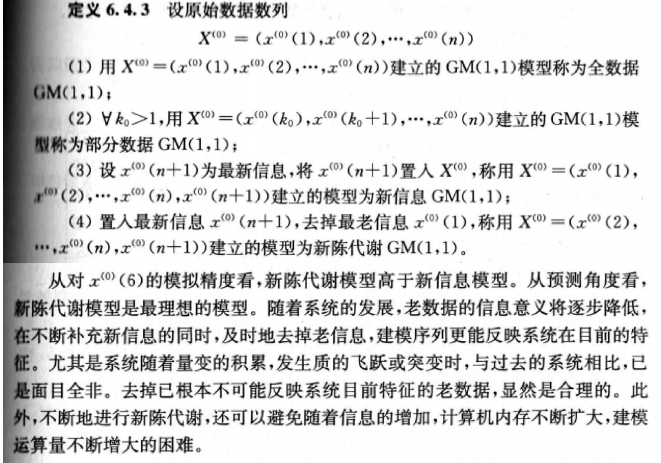 定义 6.4.3 设原始数据数列
X⁽⁰⁾ = (x⁽⁰⁾(1),x⁽⁰⁾(2),…,x⁽⁰⁾(n))
(1) 用 X⁽⁰⁾=(x⁽⁰⁾(1),x⁽⁰⁾(2),…,x⁽⁰⁾(n))建立的 GM(1,1)模型称为全数据
GM(1,1);
(2) ∀k₀>1,用 X⁽⁰⁾=(x⁽⁰⁾(k₀),x⁽⁰⁾(k₀+1),…,x⁽⁰⁾(n))建立的 GM(1,1)模
型称为部分数据 GM(1,1);
(3) 设 x⁽⁰⁾(n+1)为最新信息,将 x⁽⁰⁾(n+1)置入 X⁽⁰⁾,称用 X⁽⁰⁾=(x⁽⁰⁾(1),
x⁽⁰⁾(2),…,x⁽⁰⁾(n),x⁽⁰⁾(n+1))建立的模型为新信息 GM(1,1);
(4) 置入最新信息 x⁽⁰⁾(n+1),去掉最老信息 x⁽⁰⁾(1),称用 X⁽⁰⁾=(x⁽⁰⁾(2),
…,x⁽⁰⁾(n),x⁽⁰⁾(n+1))建立的模型为新陈代谢 GM(1,1)。
从对 x⁽⁰⁾(6)的模拟精度看,新陈代谢模型高于新信息模型。从预测角度看,
新陈代谢模型是最理想的模型。随着系统的发展,老数据的信息意义将逐步降低,
在不断补充新信息的同时,及时地去掉老信息,建模序列更能反映系统在目前的特
征。尤其是系统随着量变的积累,发生质的飞跃或突变时,与过去的系统相比,已
是面目全非。去掉已根本不可能反映系统目前特征的老数据,显然是合理的。此
外,不断地进行新陈代谢,还可以避免随着信息的增加,计算机内存不断扩大,建模
运算量不断增大的困难。